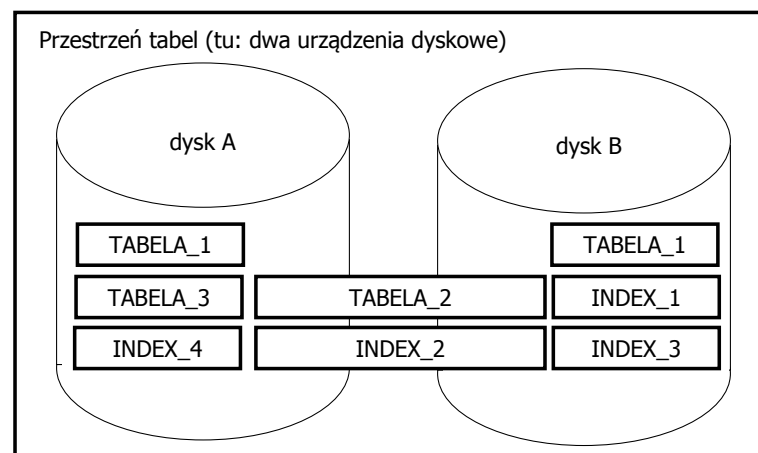 Przestrzeń tabel (tu: dwa urządzenia dyskowe)
dysk A
dysk B
TABELA_1
TABELA_1
TABELA_3
TABELA_2
INDEX_1
INDEX_4
INDEX_2
INDEX_3